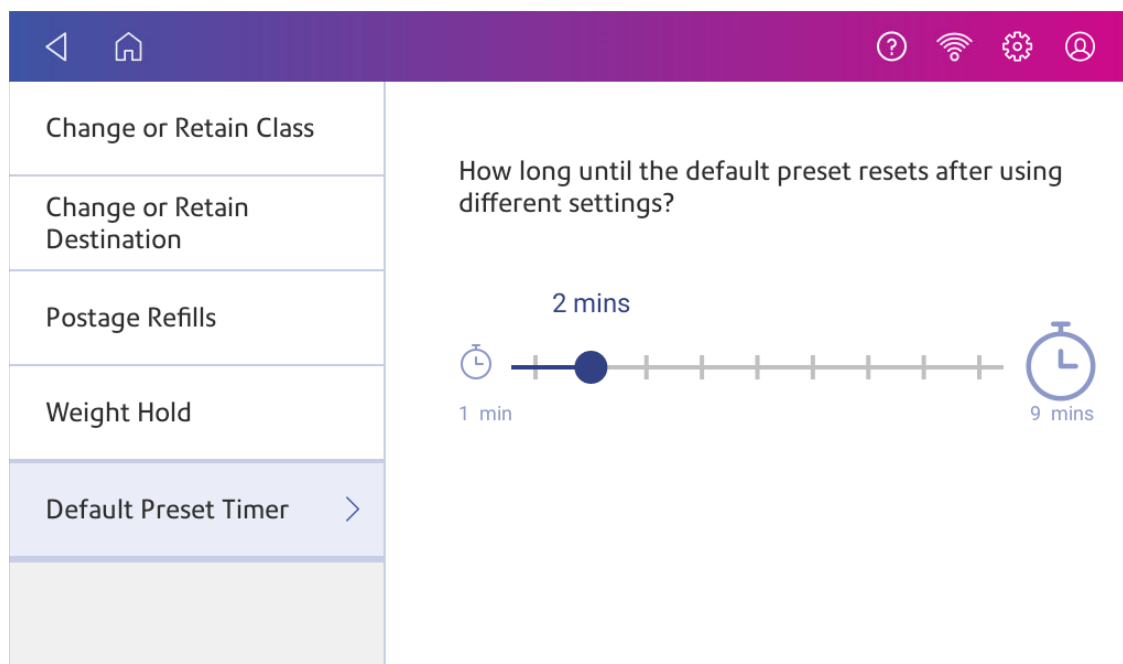 Change or Retain Class
Change or Retain
Destination
Postage Refills
Weight Hold
Default Preset Timer
How long until the default preset resets after using
different settings?
2 mins
1 min
9 mins